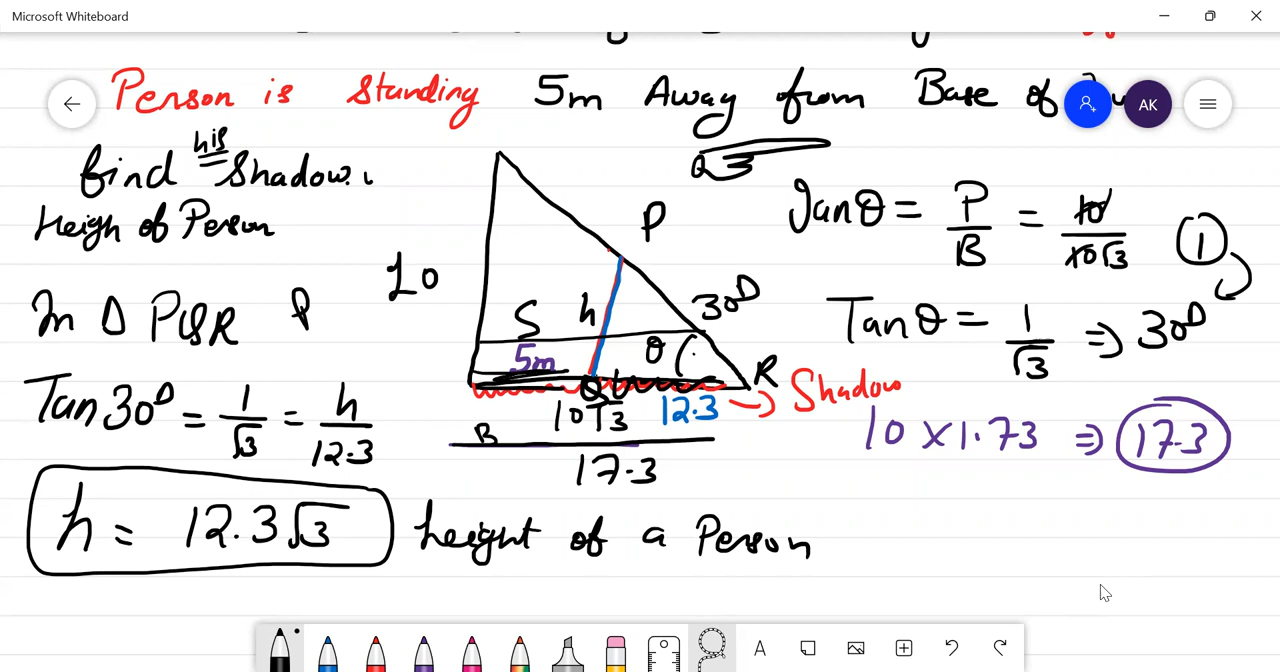 Microsoft Whiteboard
Person is Standing 5m Away from Base of
find his Shadow.
Heigh of Person
In Δ PQR P
Tan30° = 1/√3 = h/12.3
h = 12.3√3 height of a Person
10
P
h
S
5m
30°
θ
Q
R
B
10√3
12.3 → Shadow
17.3
Tanθ = P/B = 10/10√3 ①
Tanθ = 1/√3 ⇒ 30°
10 × 1.73 ⇒ 17.3
AK
A